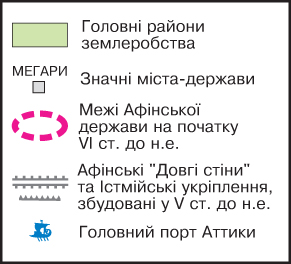 Головні райони
землеробства
МЕГАРИ
Значні міста-держави
Межі Афінської
держави на початку
VI ст. до н.е.
Афінські "Довгі стіни"
та Істмійські укріплення,
збудовані у V ст. до н.е.
Головний порт Аттики